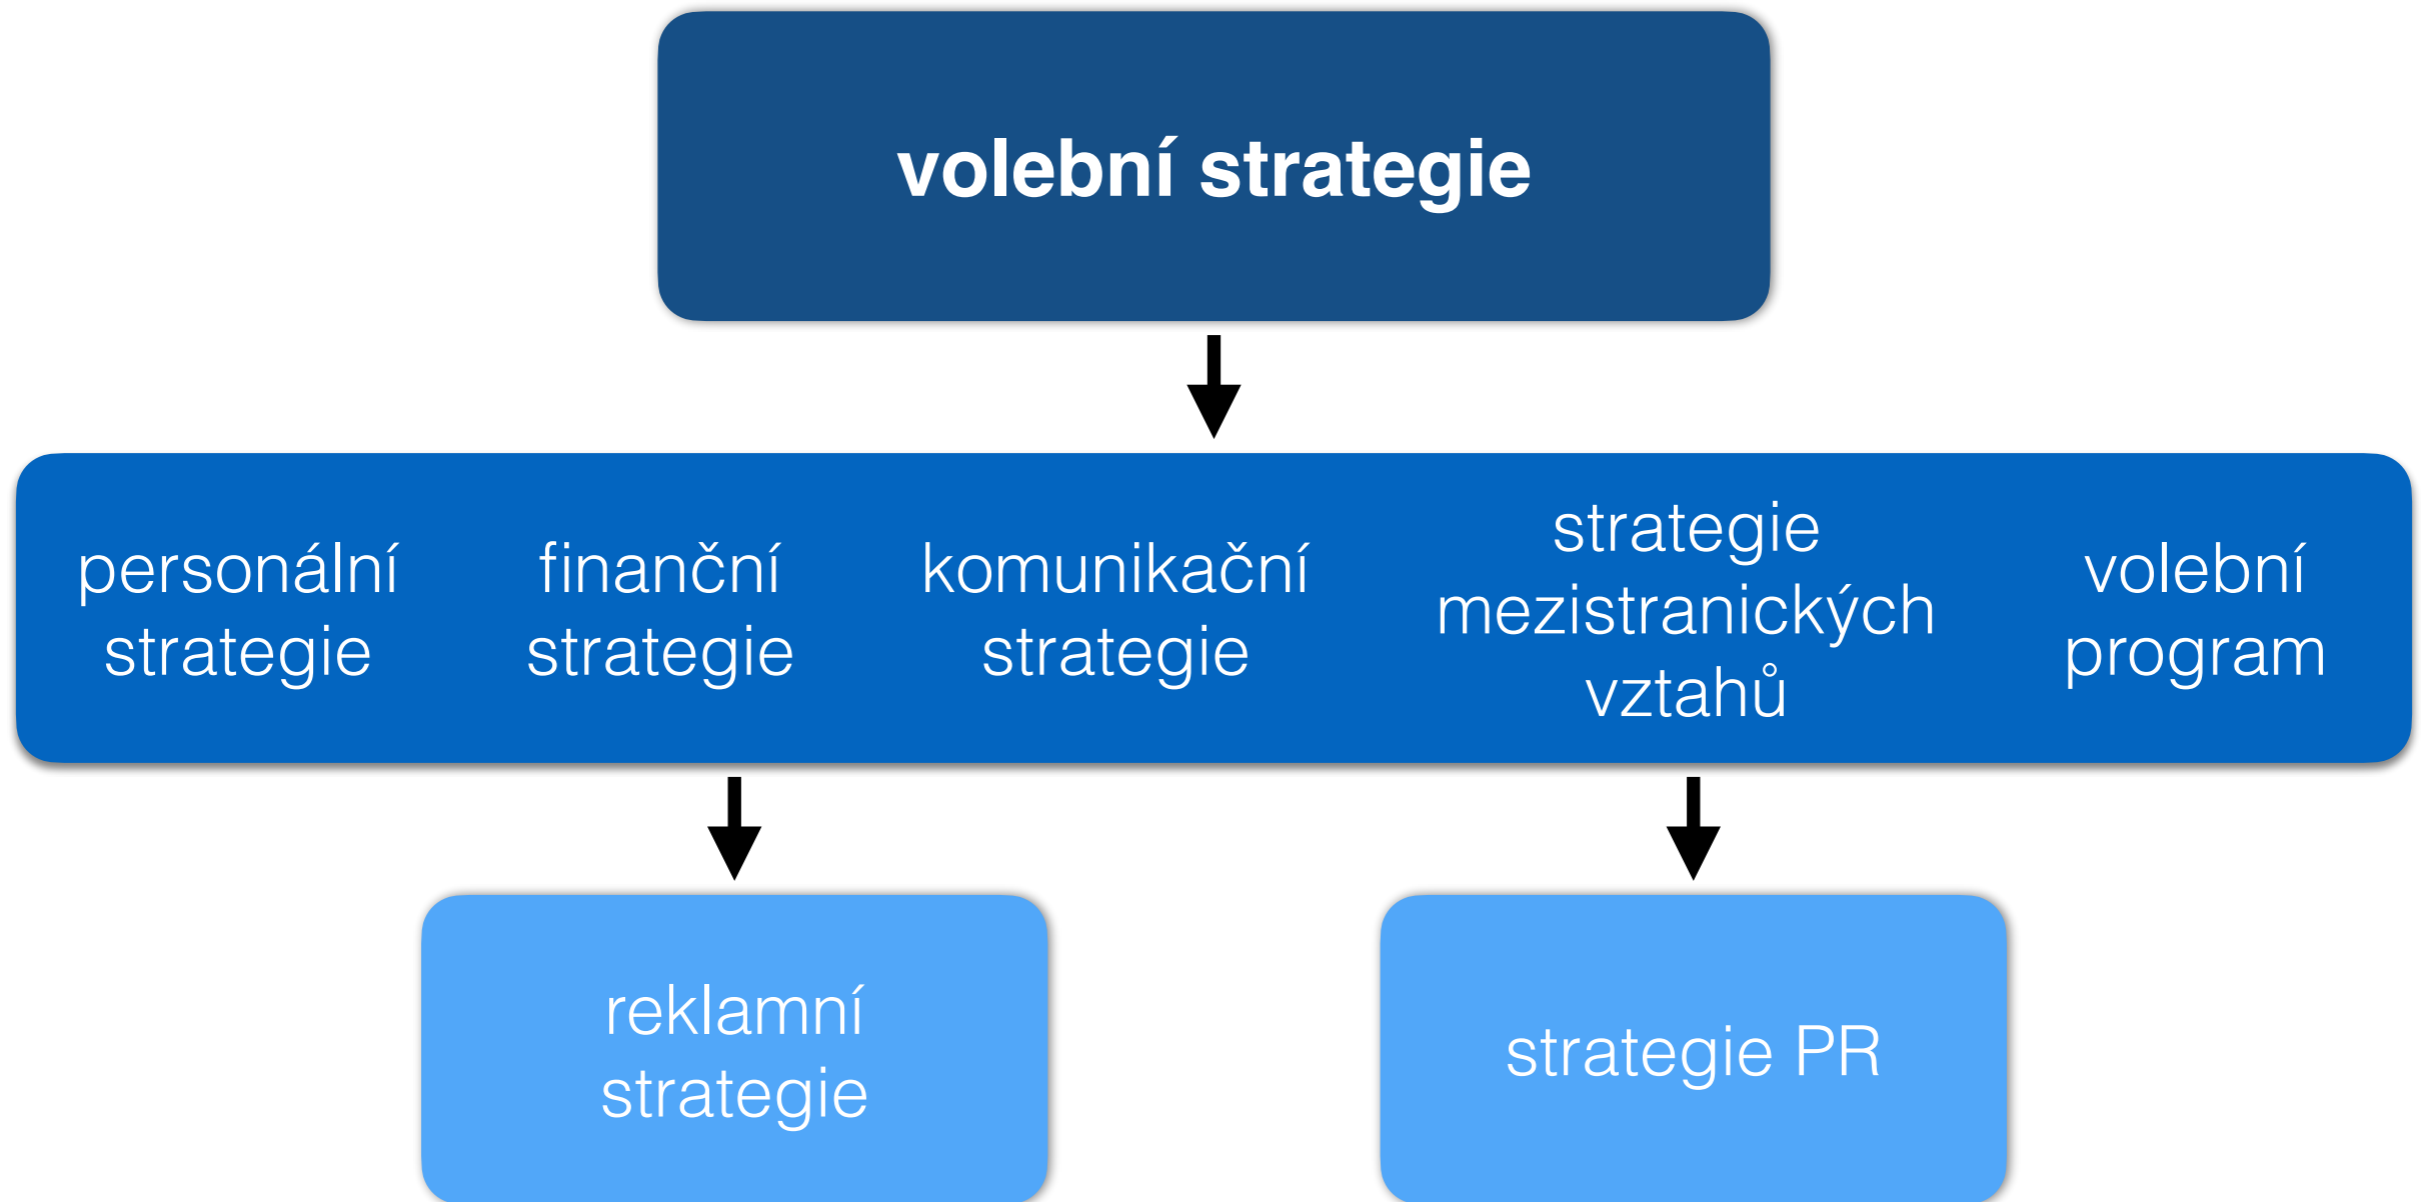 volební strategie
personální
strategie
finanční
strategie
komunikační
strategie
strategie
mezistranických
vztahů
volební
program
reklamní
strategie
strategie PR